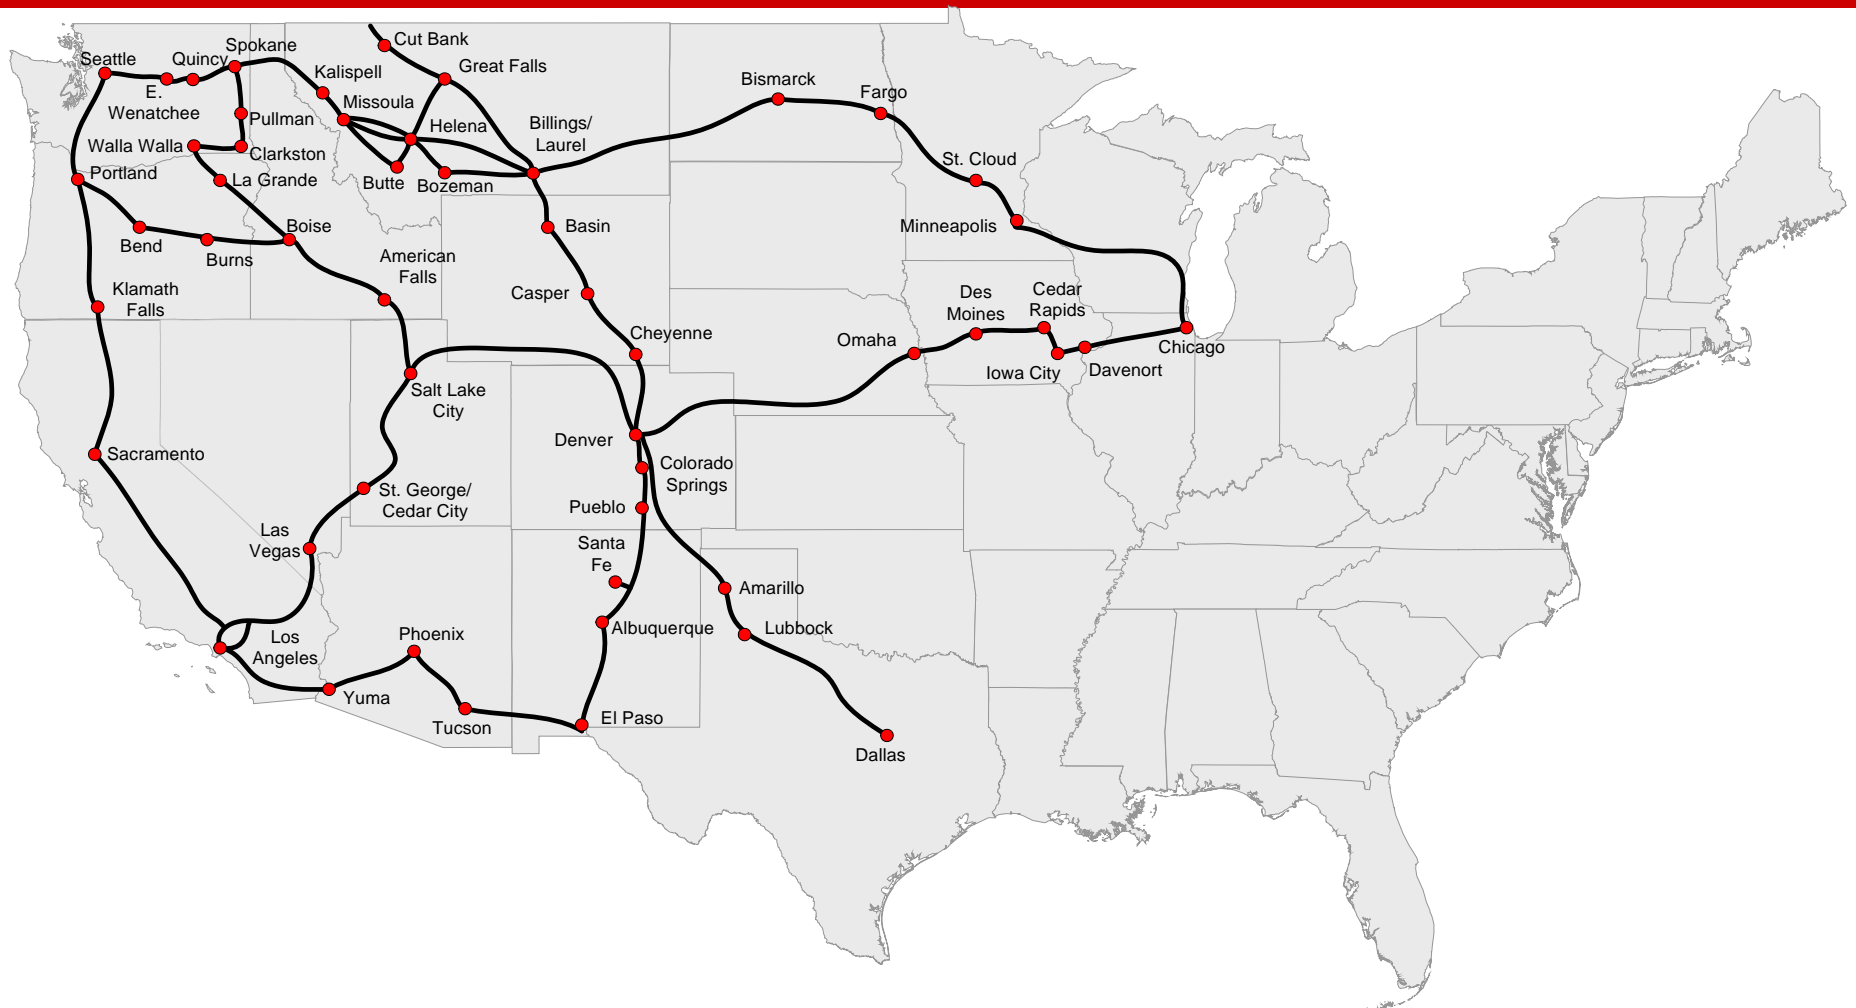 Cut Bank
Spokane
Seattle
Quincy
Great Falls
Kalispell
Bismarck
E.
Wenatchee
Missoula
Fargo
Pullman
Helena
Billings/
Laurel
Walla Walla
Clarkston
St. Cloud
Portland
La Grande
Butte
Bozeman
Boise
Basin
Minneapolis
Bend
Burns
American
Falls
Klamath
Falls
Casper
Des
Moines
Cedar
Rapids
Cheyenne
Omaha
Chicago
Iowa City
Davenort
Salt Lake
City
Denver
Sacramento
Colorado
Springs
St. George/
Cedar City
Pueblo
Las
Vegas
Santa
Fe
Amarillo
Albuquerque
Lubbock
Phoenix
Los
Angeles
Yuma
El Paso
Tucson
Dallas